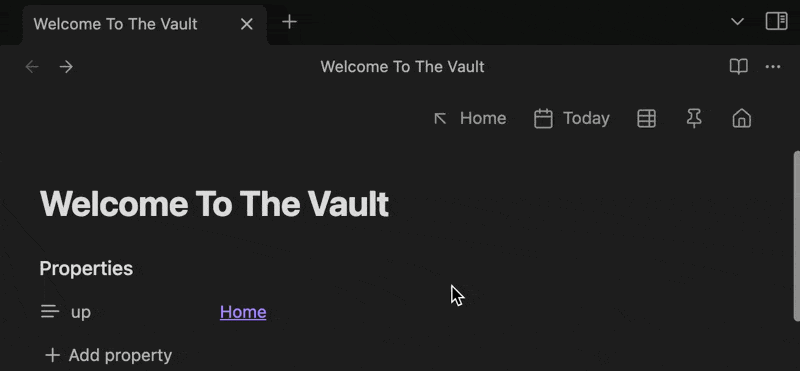 Welcome To The Vault
Welcome To The Vault
Home Today
Welcome To The Vault
Properties
up Home
Add property